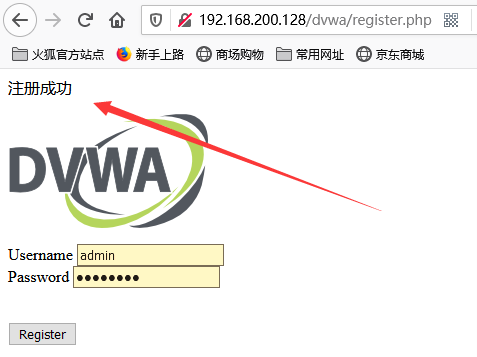 192.168.200.128/dvwa/register.php
火狐官方站点 新手上路 商场购物 常用网址 京东商城
注册成功
DVWA
Username admin
Password ••••••••
Register